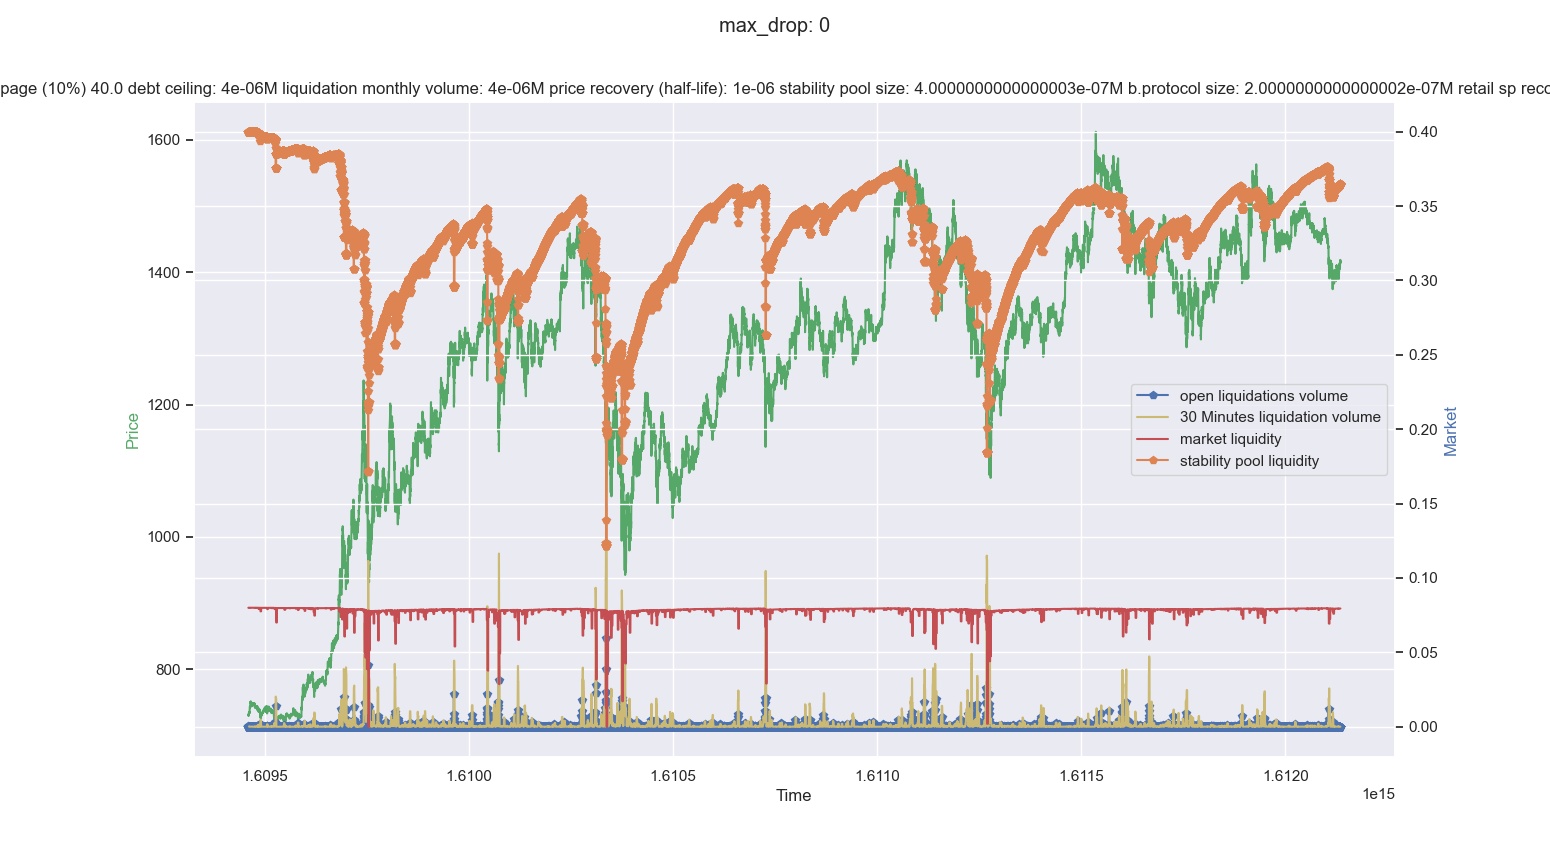 max_drop: 0
page (10%) 40.0 debt ceiling: 4e-06M liquidation monthly volume: 4e-06M price recovery (half-life): 1e-06 stability pool size: 4.0000000000000003e-07M b.protocol size: 2.0000000000000002e-07M retail sp reco
1600
1400
1200
1000
800
Price
0.40
0.35
0.30
0.25
0.20
0.15
0.10
0.05
0.00
Market
open liquidations volume
30 Minutes liquidation volume
market liquidity
stability pool liquidity
1.6095 1.6100 1.6105 1.6110 1.6115 1.6120
Time
1e15